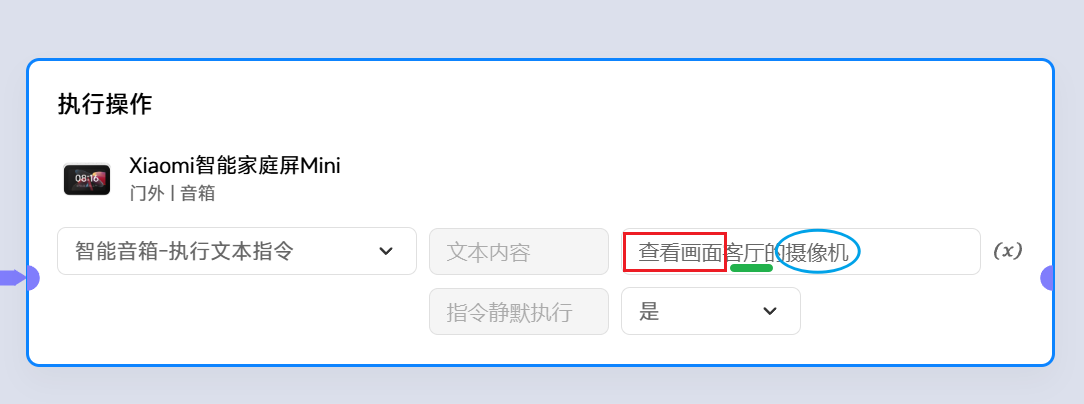 执行操作
08:16
Xiaomi智能家庭屏Mini
门外 | 音箱
智能音箱-执行文本指令 文本内容 查看画面客厅的摄像机 (x)
指令静默执行 是